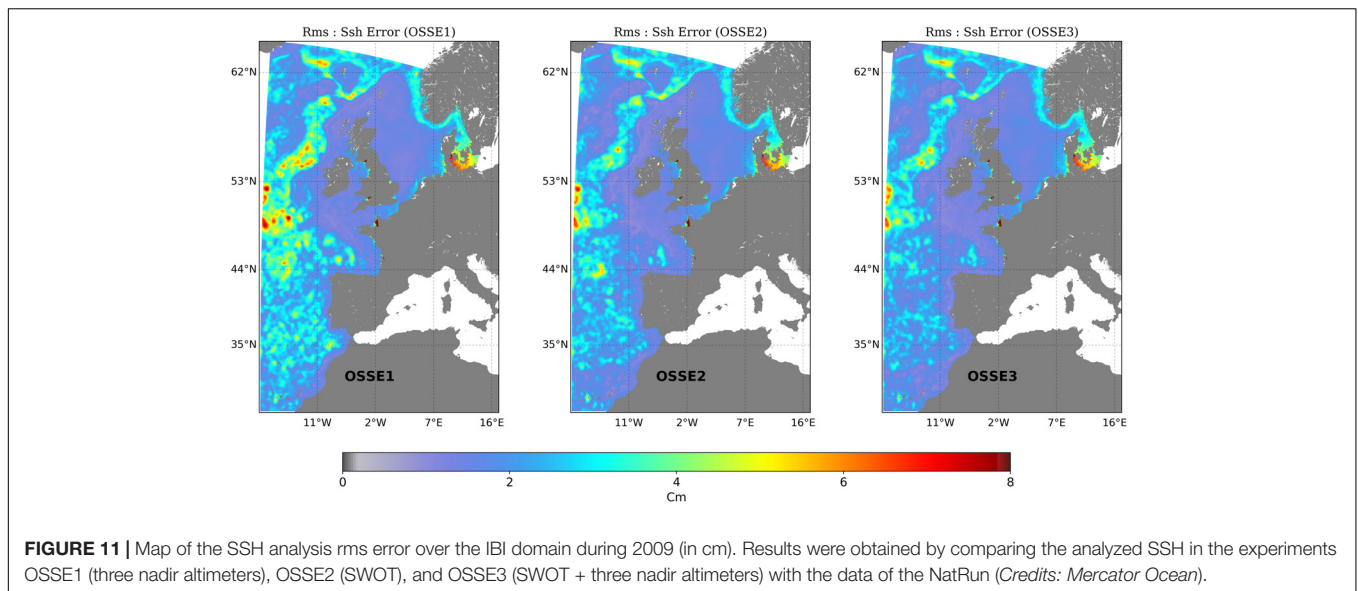 Rms : Ssh Error (OSSE1)
Rms : Ssh Error (OSSE2)
Rms : Ssh Error (OSSE3)
62°N
53°N
44°N
35°N
62°N
53°N
44°N
35°N
62°N
53°N
44°N
35°N
OSSE1
OSSE2
OSSE3
11°W 2°W 7°E 16°E
11°W 2°W 7°E 16°E
11°W 2°W 7°E 16°E
0 2 4 6 8
Cm
FIGURE 11 | Map of the SSH analysis rms error over the IBI domain during 2009 (in cm). Results were obtained by comparing the analyzed SSH in the experiments
OSSE1 (three nadir altimeters), OSSE2 (SWOT), and OSSE3 (SWOT + three nadir altimeters) with the data of the NatRun (Credits: Mercator Ocean).